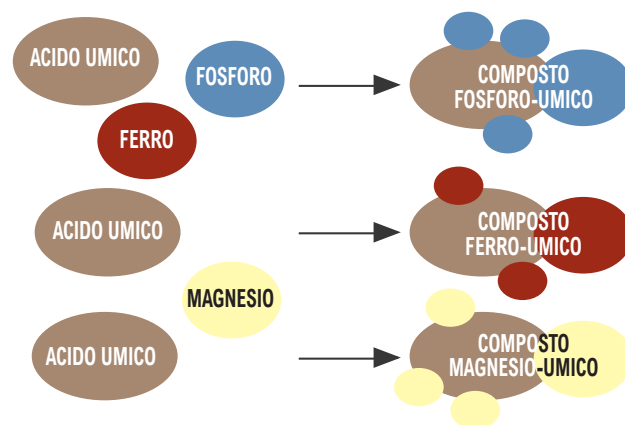 ACIDO UMICO
FOSFORO
COMPOSTO
FOSFORO-UMICO
FERRO
ACIDO UMICO
COMPOSTO
FERRO-UMICO
MAGNESIO
ACIDO UMICO
COMPOSTO
MAGNESIO-UMICO